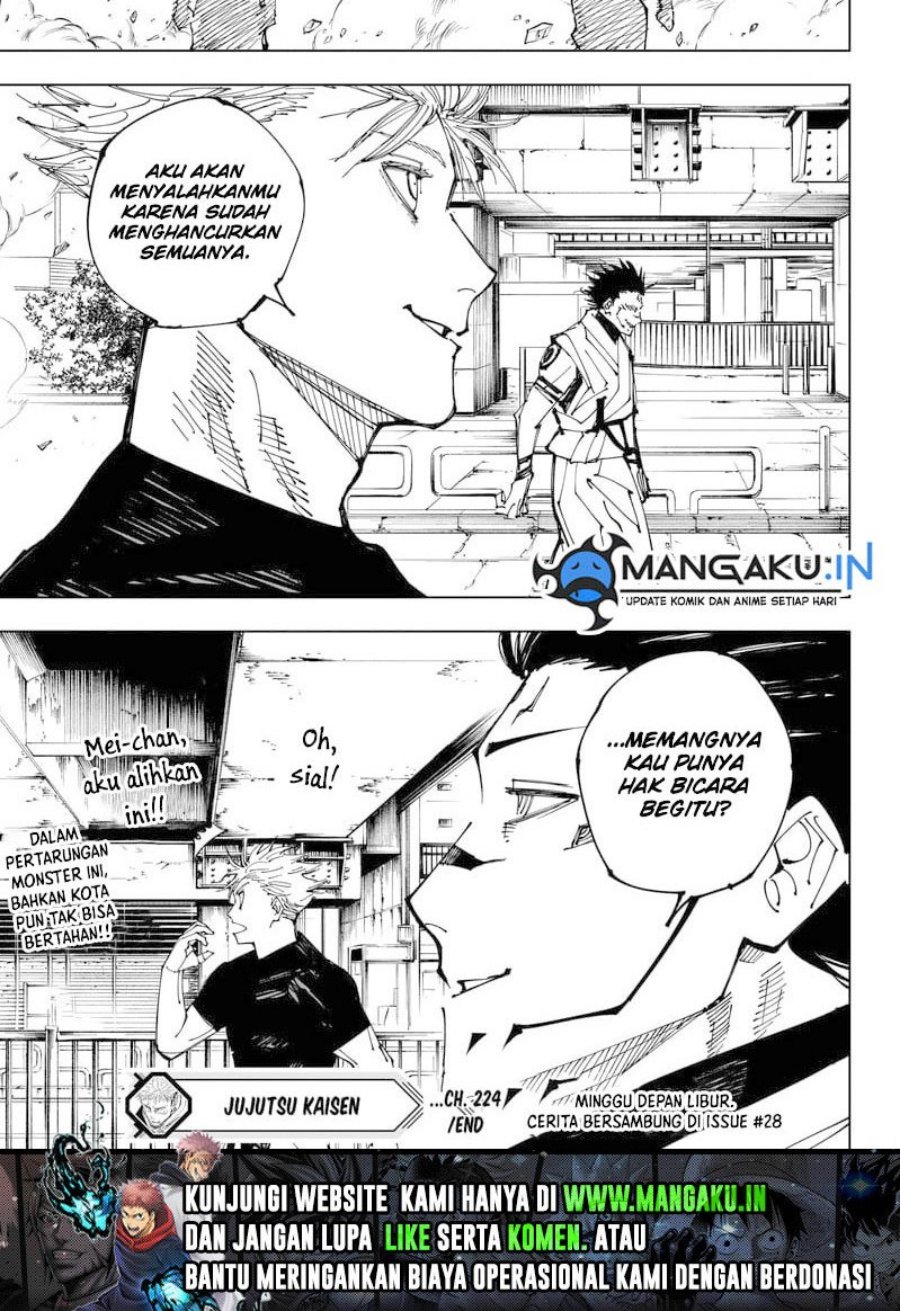 AKU AKAN
MENYALAHKANMU
KARENA SUDAH
MENGHANCURKAN
SEMUANYA.
MANGAKU.IN
UPDATE KOMIK DAN ANIME SETIAP HARI
...MEMANGNYA
KAU PUNYA
HAK BICARA
BEGITU?
Oh,
sial!
Mei-chan,
aku alihkan
ini!!
DALAM
PERTARUNGAN
MONSTER INI,
BAHKAN KOTA
PUN TAK BISA
BERTAHAN!!
JUJUTSU KAISEN
...CH. 224
/END
MINGGU DEPAN LIBUR.
CERITA BERSAMBUNG DI ISSUE #28
KUNJUNGI WEBSITE KAMI HANYA DI WWW.MANGAKU.IN
DAN JANGAN LUPA LIKE SERTA KOMEN. ATAU
BANTU MERINGANKAN BIAYA OPERASIONAL KAMI DENGAN BERDONASI